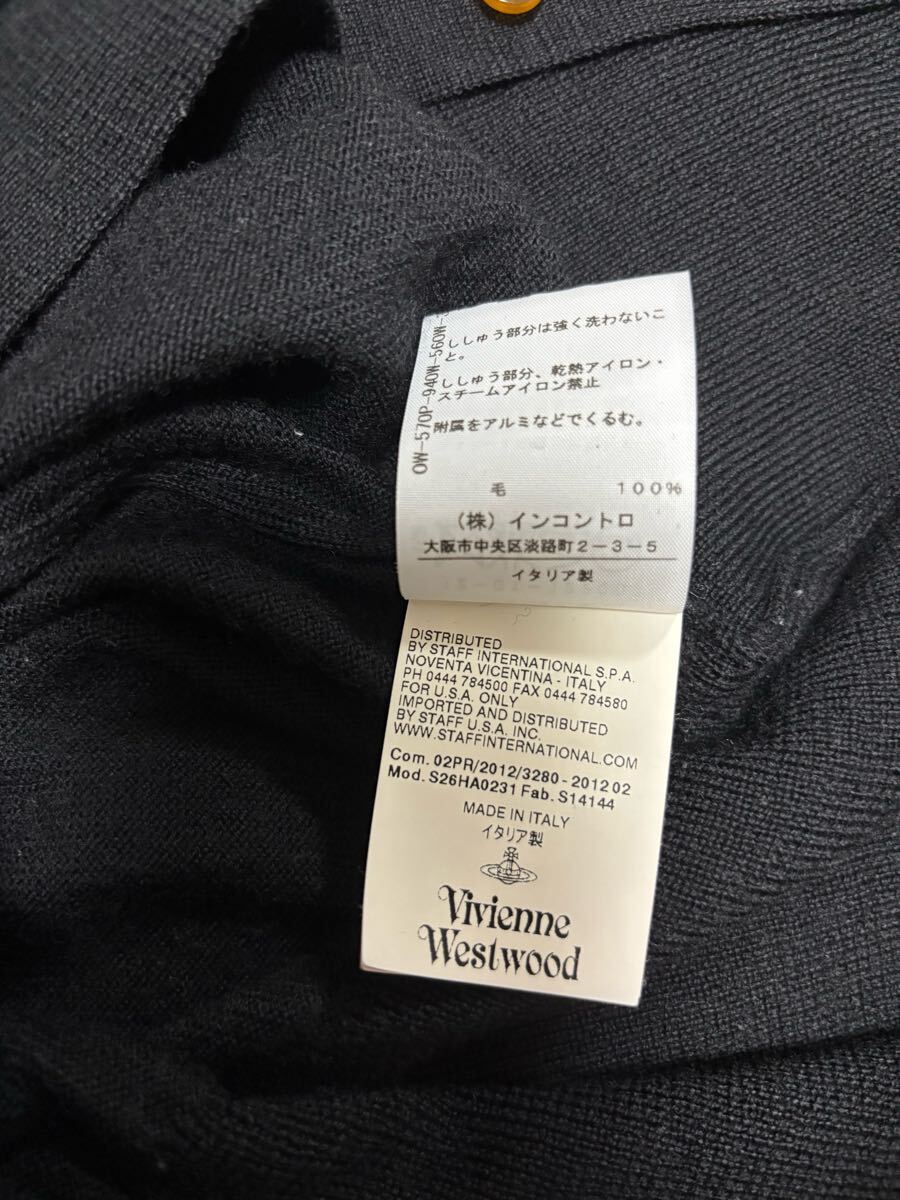 OW-570P-940W-560W-
ししゅう部分は強く洗わないこ
と。
ししゅう部分、乾熱アイロン・
スチームアイロン禁止
附属をアルミなどでくるむ。
毛 100%
(株)インコントロ
大阪市中央区淡路町2-3-5
イタリア製
DISTRIBUTED
BY STAFF INTERNATIONAL S.P.A.
NOVENTA VICENTINA - ITALY
PH 0444 784500 FAX 0444 784580
FOR U.S.A. ONLY
IMPORTED AND DISTRIBUTED
BY STAFF U.S.A. INC.
WWW.STAFFINTERNATIONAL.COM
Com. 02PR/2012/3280-2012 02
Mod. S26HA0231 Fab. S14144
MADE IN ITALY
イタリア製
Vivienne
Westwood